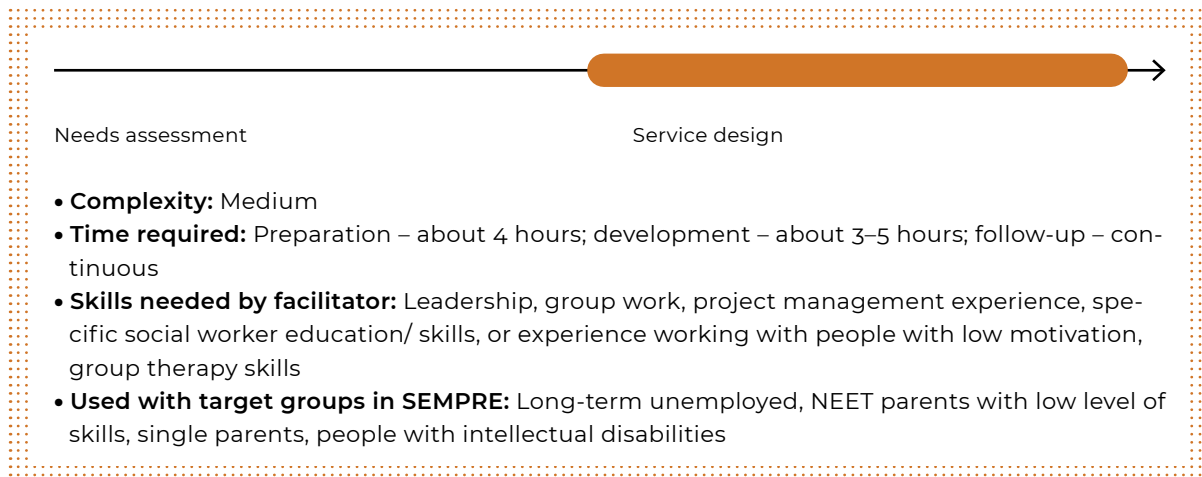 Needs assessment
Service design
• Complexity: Medium
• Time required: Preparation – about 4 hours; development – about 3–5 hours; follow-up – con-
tinuous
• Skills needed by facilitator: Leadership, group work, project management experience, spe-
cific social worker education/ skills, or experience working with people with low motivation,
group therapy skills
• Used with target groups in SEMPRE: Long-term unemployed, NEET parents with low level of
skills, single parents, people with intellectual disabilities